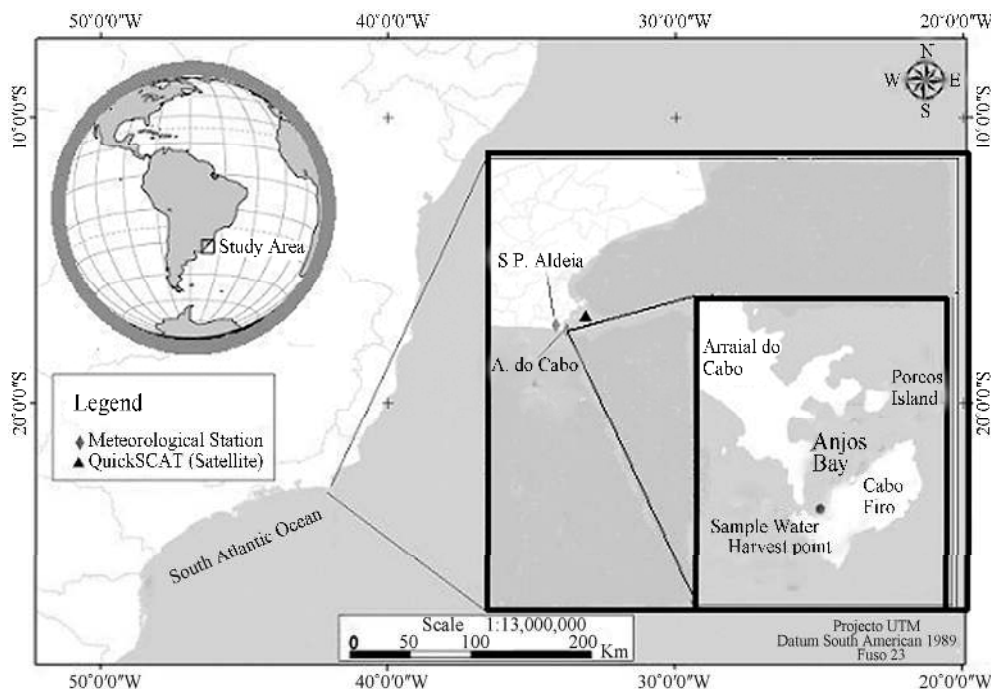 50°0'0"W
40°0'0"W
30°0'0"W
20°0'0"W
N
W E
S
10°0'0"S
10°0'0"S
Study Area
S P. Aldeia
A. do Cabo
Arraial do
Cabo
Porcos
Island
Anjos
Bay
Cabo
Firo
Sample Water
Harvest point
20°0'0"S
20°0'0"S
Legend
Meteorological Station
QuickSCAT (Satellite)
South Atlantic Ocean
Scale 1:13,000,000
0 50 100 200
Km
Projecto UTM
Datum South American 1989
Fuso 23
50°0'0"W
40°0'0"W
30°0'0"W
20°0'0"W